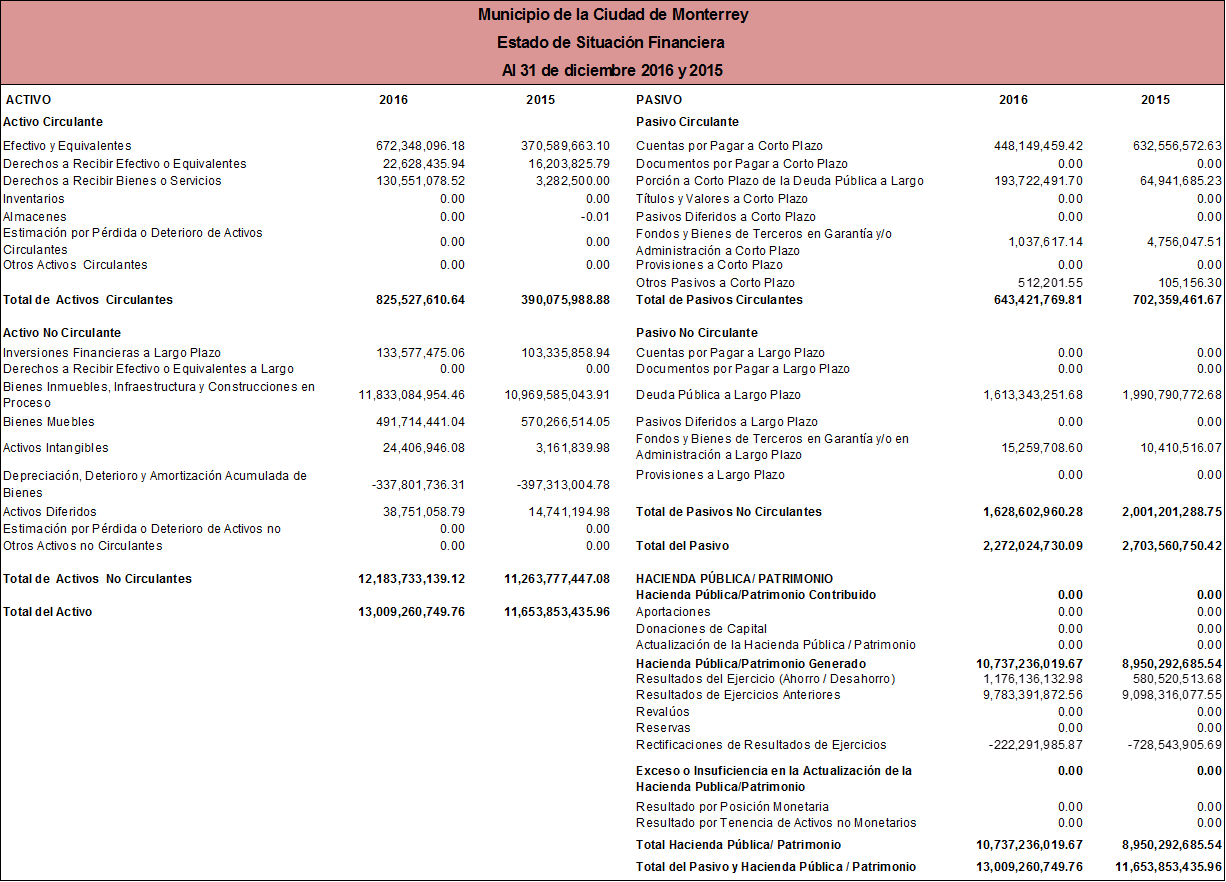 Municipio de la Ciudad de Monterrey
Estado de Situación Financiera
Al 31 de diciembre 2016 y 2015
ACTIVO 2016 2015
Activo Circulante
Efectivo y Equivalentes 672,348,096.18 370,589,663.10
Derechos a Recibir Efectivo o Equivalentes 22,628,435.94 16,203,825.79
Derechos a Recibir Bienes o Servicios 130,551,078.52 3,282,500.00
Inventarios 0.00 0.00
Almacenes 0.00 -0.01
Estimación por Pérdida o Deterioro de Activos
Circulantes 0.00 0.00
Otros Activos Circulantes 0.00 0.00
Total de Activos Circulantes 825,527,610.64 390,075,988.88
Activo No Circulante
Inversiones Financieras a Largo Plazo 133,577,475.06 103,335,858.94
Derechos a Recibir Efectivo o Equivalentes a Largo 0.00 0.00
Bienes Inmuebles, Infraestructura y Construcciones en
Proceso 11,833,084,954.46 10,969,585,043.91
Bienes Muebles 491,714,441.04 570,266,514.05
Activos Intangibles 24,406,946.08 3,161,839.98
Depreciación, Deterioro y Amortización Acumulada de
Bienes -337,801,736.31 -397,313,004.78
Activos Diferidos 38,751,058.79 14,741,194.98
Estimación por Pérdida o Deterioro de Activos no 0.00 0.00
Otros Activos no Circulantes 0.00 0.00
Total de Activos No Circulantes 12,183,733,139.12 11,263,777,447.08
Total del Activo 13,009,260,749.76 11,653,853,435.96
PASIVO 2016 2015
Pasivo Circulante
Cuentas por Pagar a Corto Plazo 448,149,459.42 632,556,572.63
Documentos por Pagar a Corto Plazo 0.00 0.00
Porción a Corto Plazo de la Deuda Pública a Largo 193,722,491.70 64,941,685.23
Títulos y Valores a Corto Plazo 0.00 0.00
Pasivos Diferidos a Corto Plazo 0.00 0.00
Fondos y Bienes de Terceros en Garantía y/o
Administración a Corto Plazo 1,037,617.14 4,756,047.51
Provisiones a Corto Plazo 0.00 0.00
Otros Pasivos a Corto Plazo 512,201.55 105,156.30
Total de Pasivos Circulantes 643,421,769.81 702,359,461.67
Pasivo No Circulante
Cuentas por Pagar a Largo Plazo 0.00 0.00
Documentos por Pagar a Largo Plazo 0.00 0.00
Deuda Pública a Largo Plazo 1,613,343,251.68 1,990,790,772.68
Pasivos Diferidos a Largo Plazo 0.00 0.00
Fondos y Bienes de Terceros en Garantía y/o en
Administración a Largo Plazo 15,259,708.60 10,410,516.07
Provisiones a Largo Plazo 0.00 0.00
Total de Pasivos No Circulantes 1,628,602,960.28 2,001,201,288.75
Total del Pasivo 2,272,024,730.09 2,703,560,750.42
HACIENDA PÚBLICA/ PATRIMONIO
Hacienda Pública/Patrimonio Contribuido 0.00 0.00
Aportaciones 0.00 0.00
Donaciones de Capital 0.00 0.00
Actualización de la Hacienda Pública / Patrimonio 0.00 0.00
Hacienda Pública/Patrimonio Generado 10,737,236,019.67 8,950,292,685.54
Resultados del Ejercicio (Ahorro / Desahorro) 1,176,136,132.98 580,520,513.68
Resultados de Ejercicios Anteriores 9,783,391,872.56 9,098,316,077.55
Revalúos 0.00 0.00
Reservas 0.00 0.00
Rectificaciones de Resultados de Ejercicios -222,291,985.87 -728,543,905.69
Exceso o Insuficiencia en la Actualización de la 0.00 0.00
Hacienda Publica/Patrimonio
Resultado por Posición Monetaria 0.00 0.00
Resultado por Tenencia de Activos no Monetarios 0.00 0.00
Total Hacienda Pública/ Patrimonio 10,737,236,019.67 8,950,292,685.54
Total del Pasivo y Hacienda Pública / Patrimonio 13,009,260,749.76 11,653,853,435.96